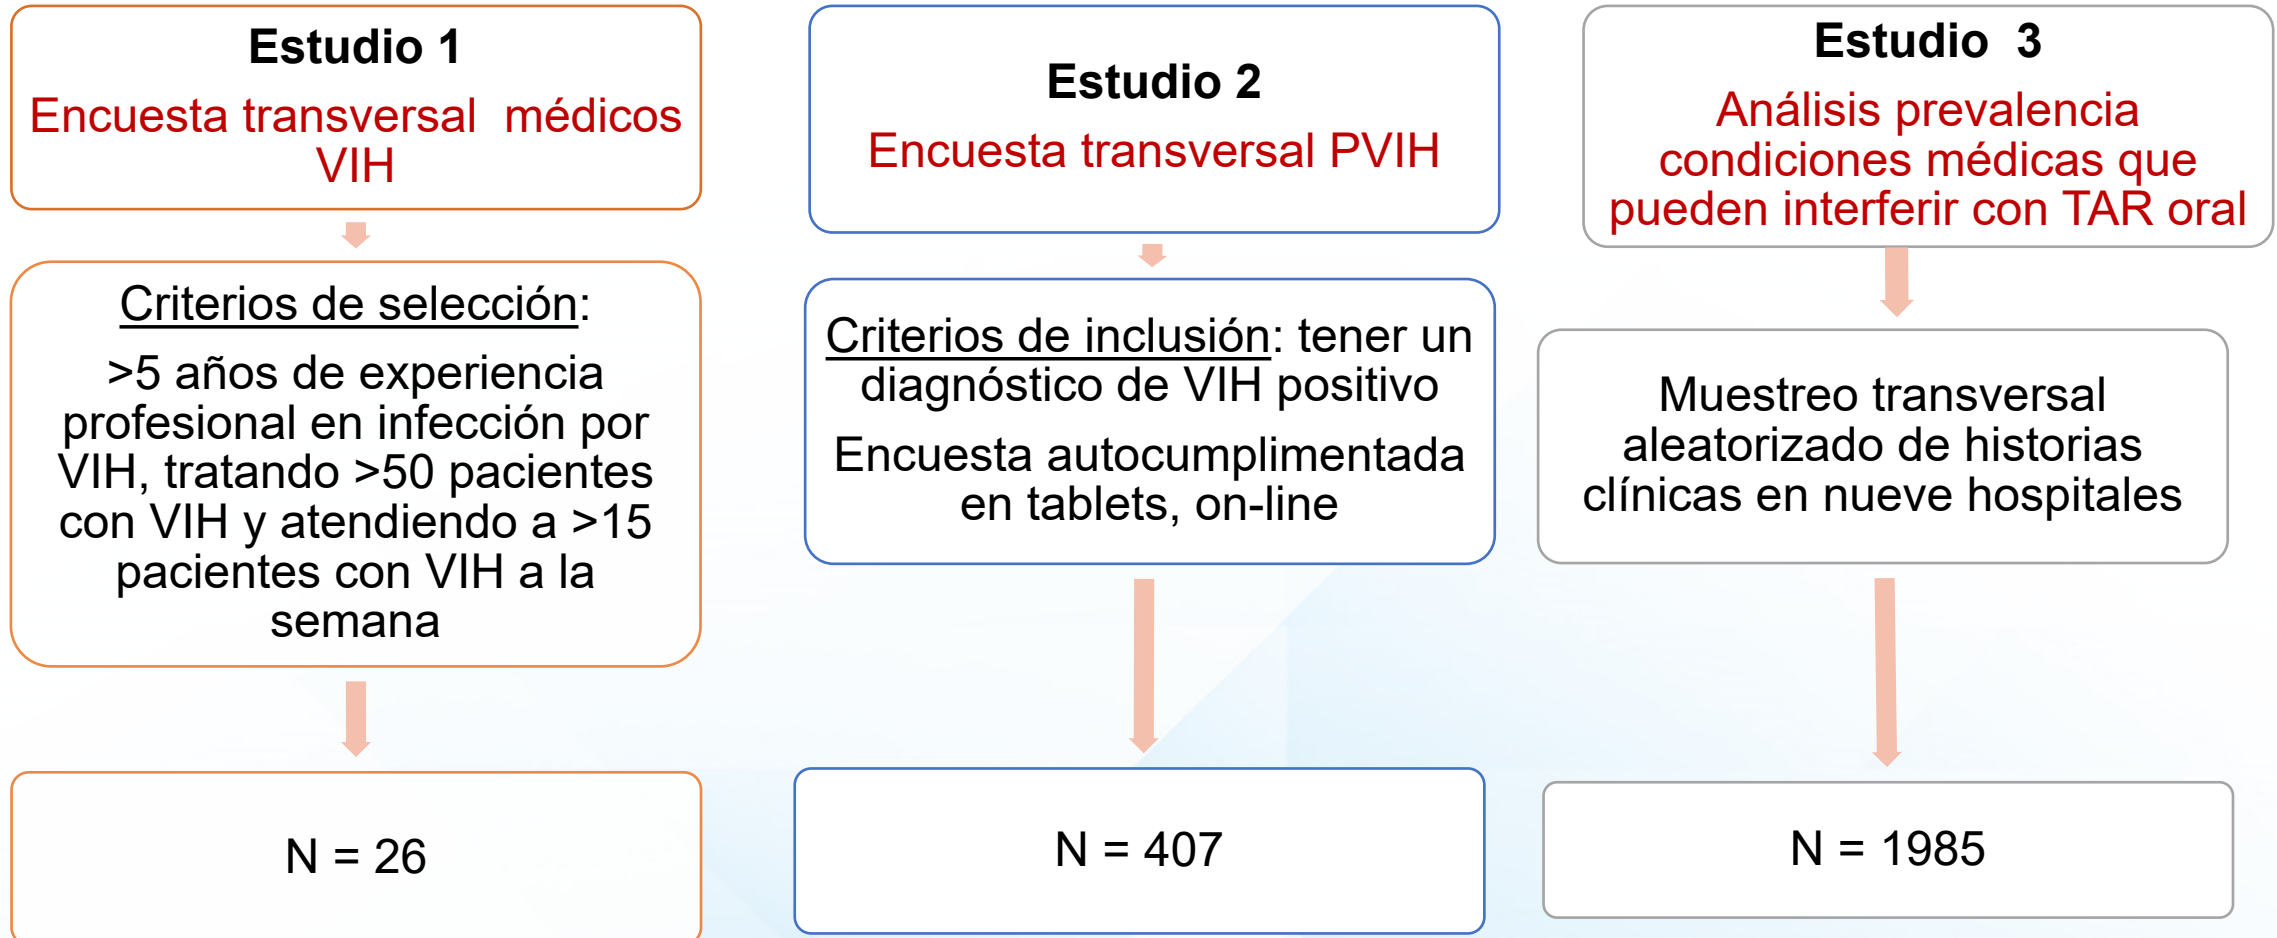 Estudio 1
Encuesta transversal médicos
VIH
Criterios de selección:
>5 años de experiencia
profesional en infección por
VIH, tratando >50 pacientes
con VIH y atendiendo a >15
pacientes con VIH a la
semana
N = 26
Estudio 2
Encuesta transversal PVIH
Criterios de inclusión: tener un
diagnóstico de VIH positivo
Encuesta autocumplimentada
en tablets, on-line
N = 407
Estudio 3
Análisis prevalencia
condiciones médicas que
pueden interferir con TAR oral
Muestreo transversal
aleatorizado de historias
clínicas en nueve hospitales
N = 1985